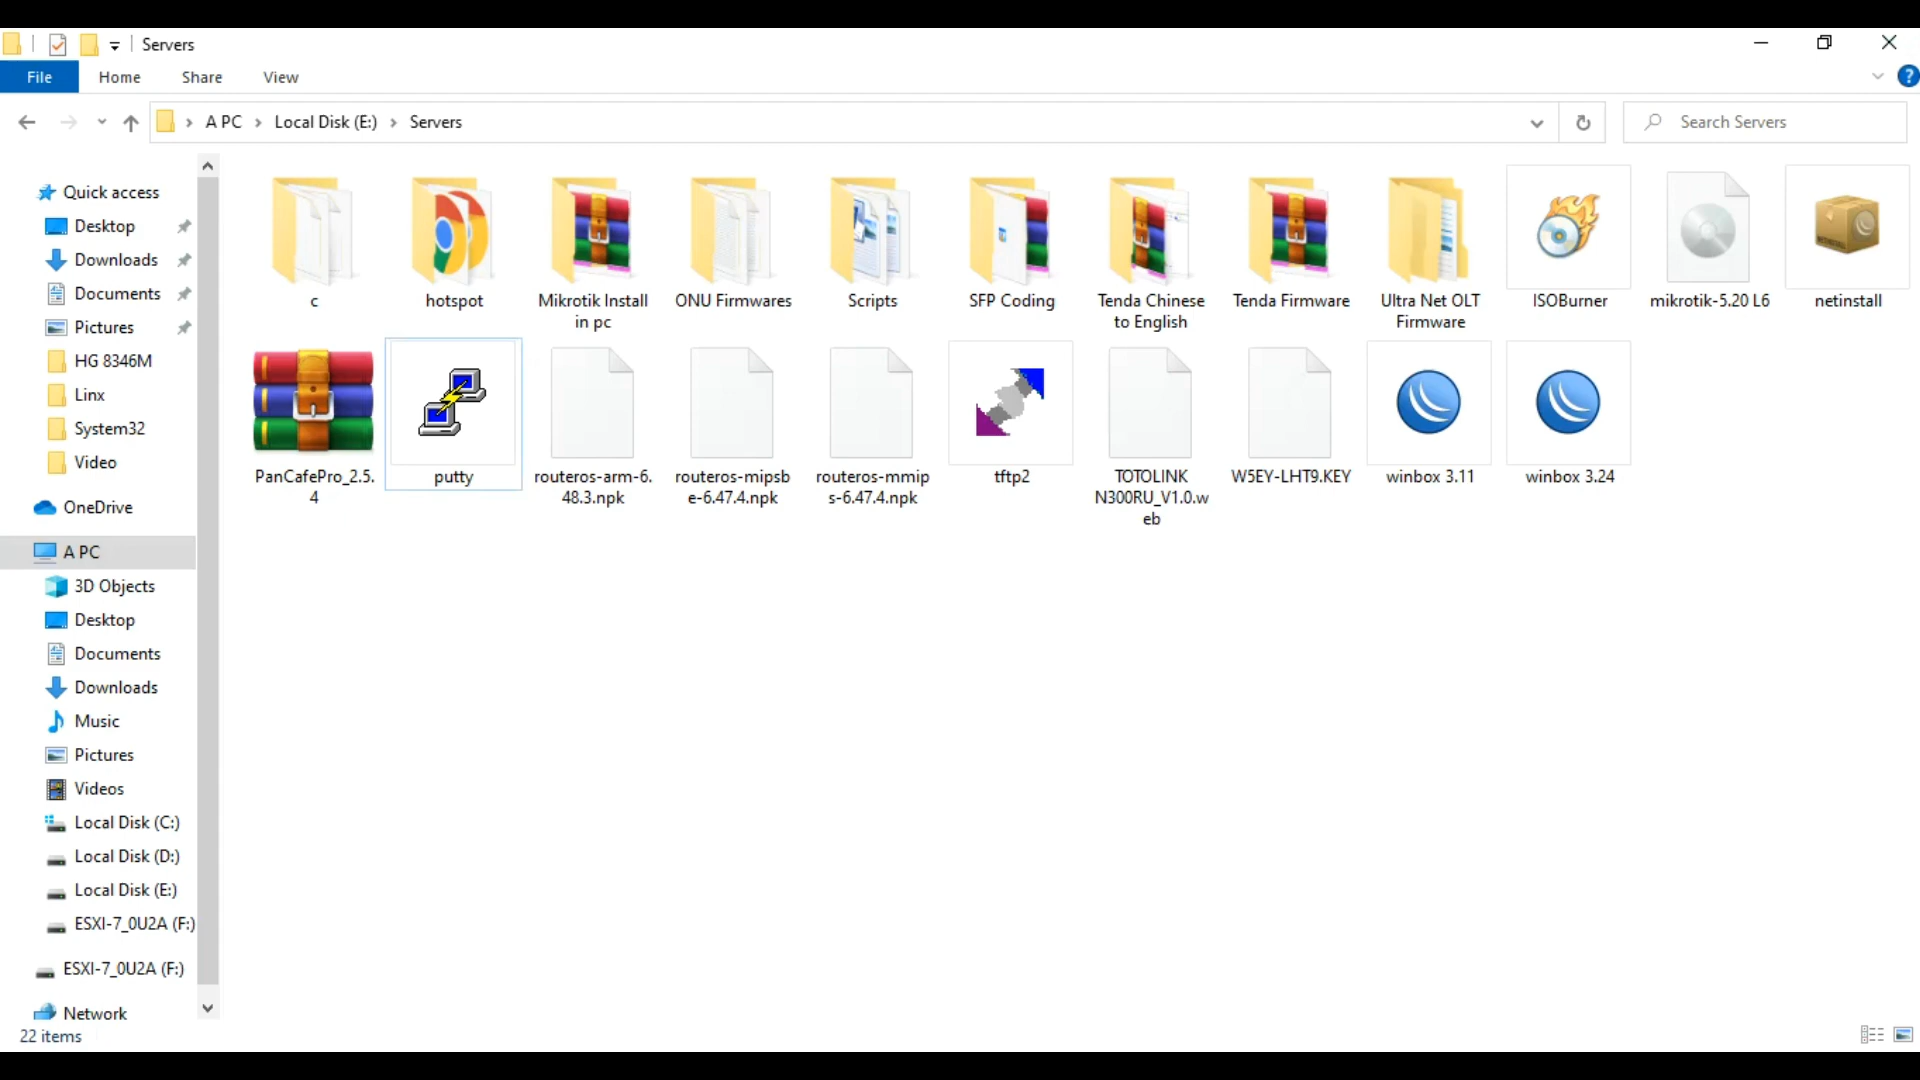 Servers
File Home Share View
A PC Local Disk (E:) Servers
Search Servers
Quick access
Desktop
Downloads
Documents
Pictures
HG 8346M
Linx
System32
Video
OneDrive
A PC
3D Objects
Desktop
Documents
Downloads
Music
Pictures
Videos
Local Disk (C:)
Local Disk (D:)
Local Disk (E:)
ESXI-7_0U2A (F:)
ESXI-7_0U2A (F:)
Network
c
hotspot
Mikrotik Install
in pc
ONU Firmwares
Scripts
SFP Coding
Tenda Chinese
to English
Tenda Firmware
Ultra Net OLT
Firmware
ISOBurner
mikrotik-5.20 L6
netinstall
PanCafePro_2.5.
4
putty
routeros-arm-6.
48.3.npk
routeros-mipsb
e-6.47.4.npk
routeros-mmip
s-6.47.4.npk
tftp2
TOTOLINK
N300RU_V1.0.w
eb
W5EY-LHT9.KEY
winbox 3.11
winbox 3.24
22 items